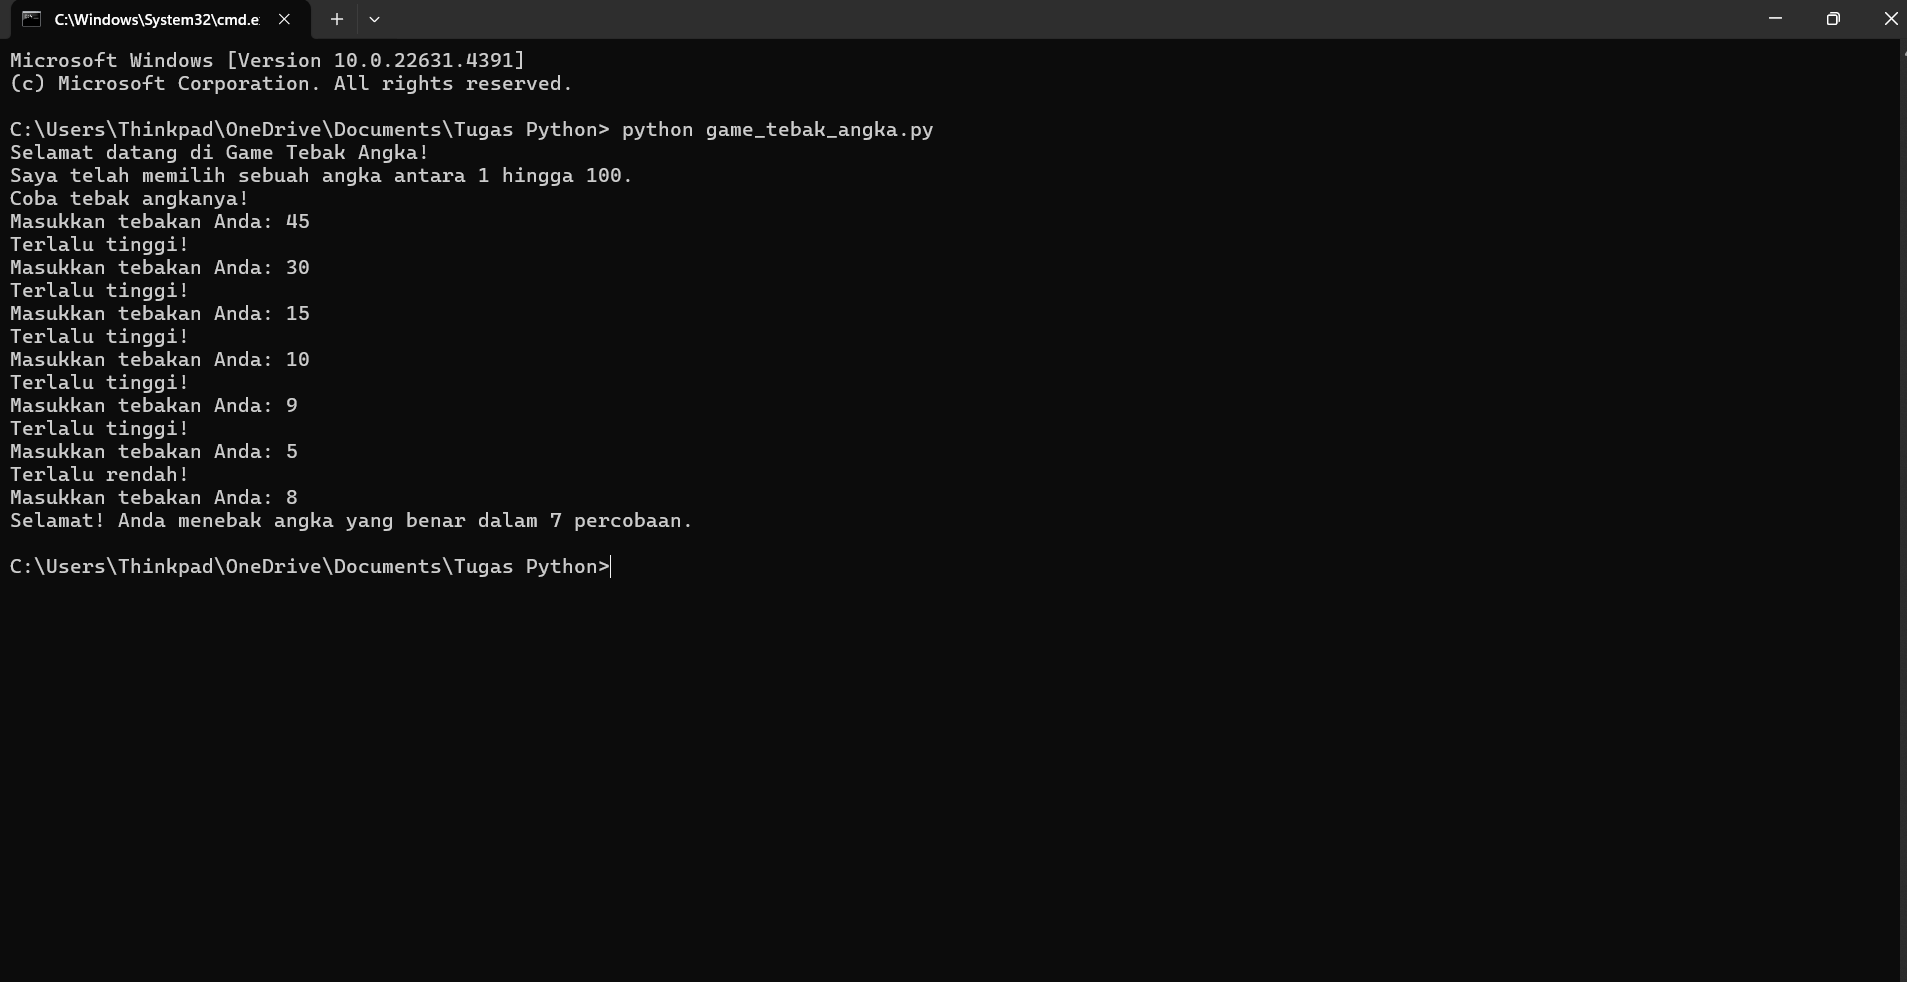 C:\Windows\System32\cmd.e
Microsoft Windows [Version 10.0.22631.4391]
(c) Microsoft Corporation. All rights reserved.
C:\Users\Thinkpad\OneDrive\Documents\Tugas Python> python game_tebak_angka.py
Selamat datang di Game Tebak Angka!
Saya telah memilih sebuah angka antara 1 hingga 100.
Coba tebak angkanya!
Masukkan tebakan Anda: 45
Terlalu tinggi!
Masukkan tebakan Anda: 30
Terlalu tinggi!
Masukkan tebakan Anda: 15
Terlalu tinggi!
Masukkan tebakan Anda: 10
Terlalu tinggi!
Masukkan tebakan Anda: 9
Terlalu tinggi!
Masukkan tebakan Anda: 5
Terlalu rendah!
Masukkan tebakan Anda: 8
Selamat! Anda menebak angka yang benar dalam 7 percobaan.
C:\Users\Thinkpad\OneDrive\Documents\Tugas Python>